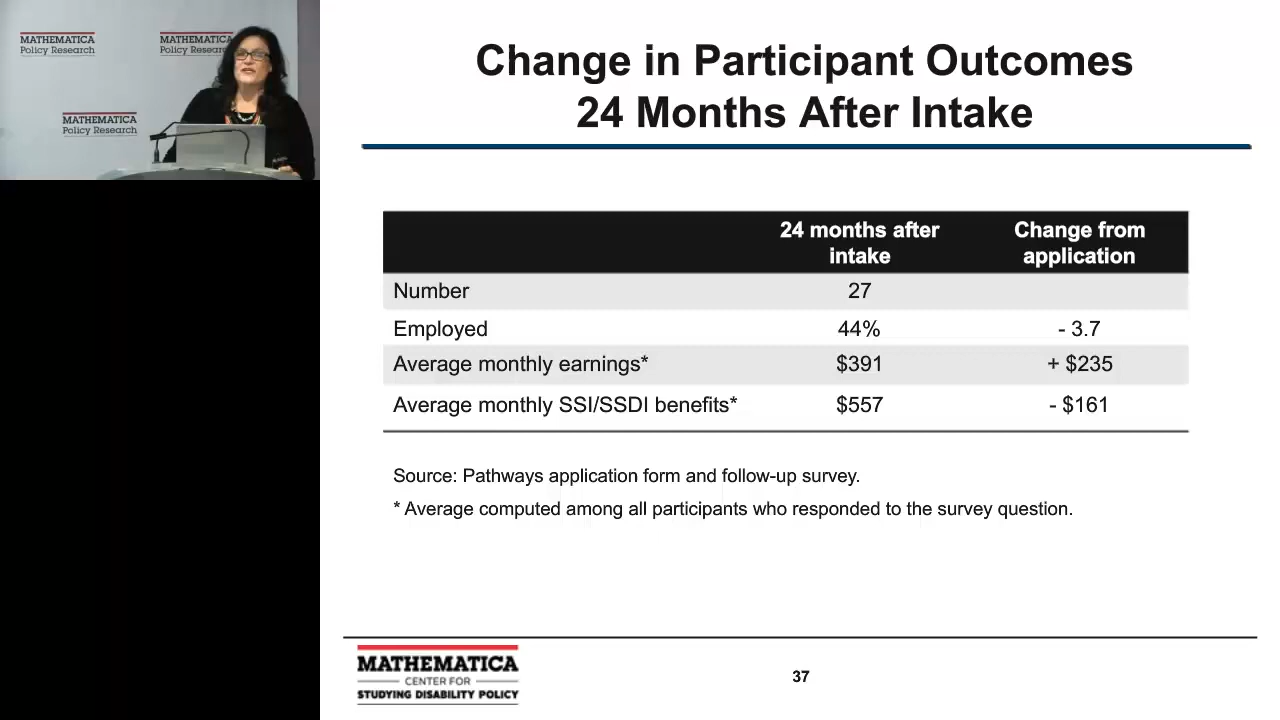 MATHEMATICA
Policy Research
MATHEMATICA
Policy Research
MATHEMATICA
Policy Research
Change in Participant Outcomes
24 Months After Intake
24 months after intake
Change from application
Number 27
Employed 44% - 3.7
Average monthly earnings* $391 + $235
Average monthly SSI/SSDI benefits* $557 - $161
Source: Pathways application form and follow-up survey.
* Average computed among all participants who responded to the survey question.
MATHEMATICA
CENTER FOR
STUDYING DISABILITY POLICY
37